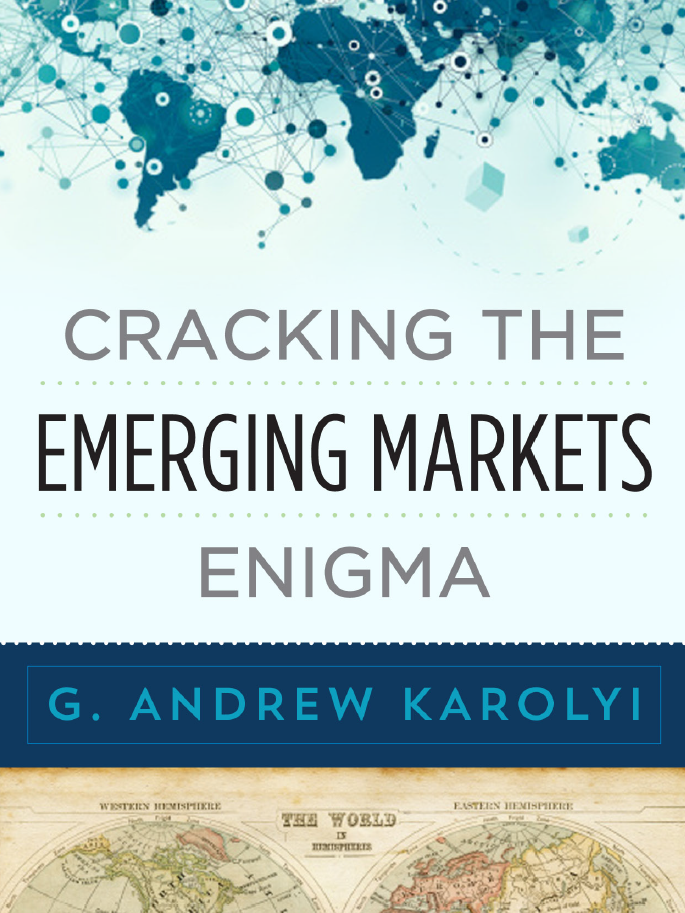 CRACKING THE
EMERGING MARKETS
ENIGMA
G. ANDREW KAROLYI
WESTERN HEMISPHERE
THE WORLD
IN
HEMISPHERES
EASTERN HEMISPHERE